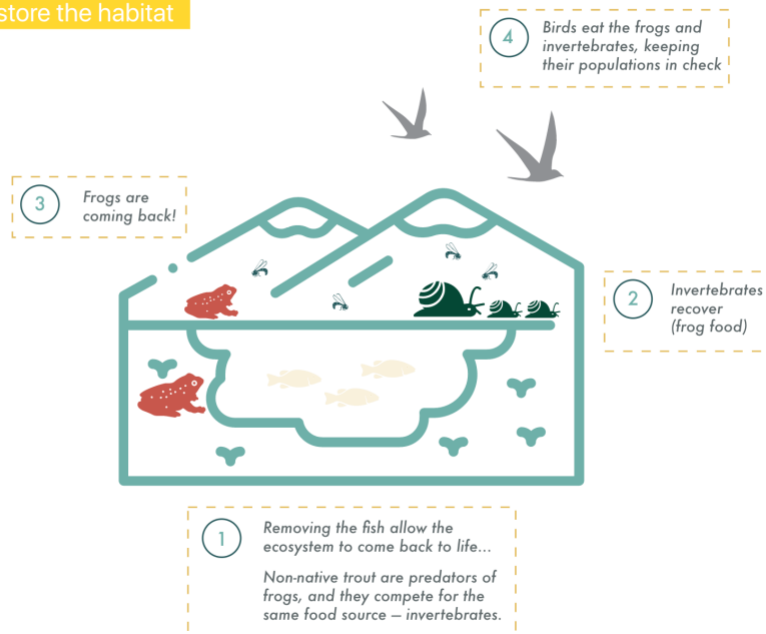 store the habitat
4
Birds eat the frogs and
invertebrates, keeping
their populations in check
3
Frogs are
coming back!
2
Invertebrates
recover
(frog food)
1
Removing the fish allow the
ecosystem to come back to life...
Non-native trout are predators of
frogs, and they compete for the
same food source – invertebrates.